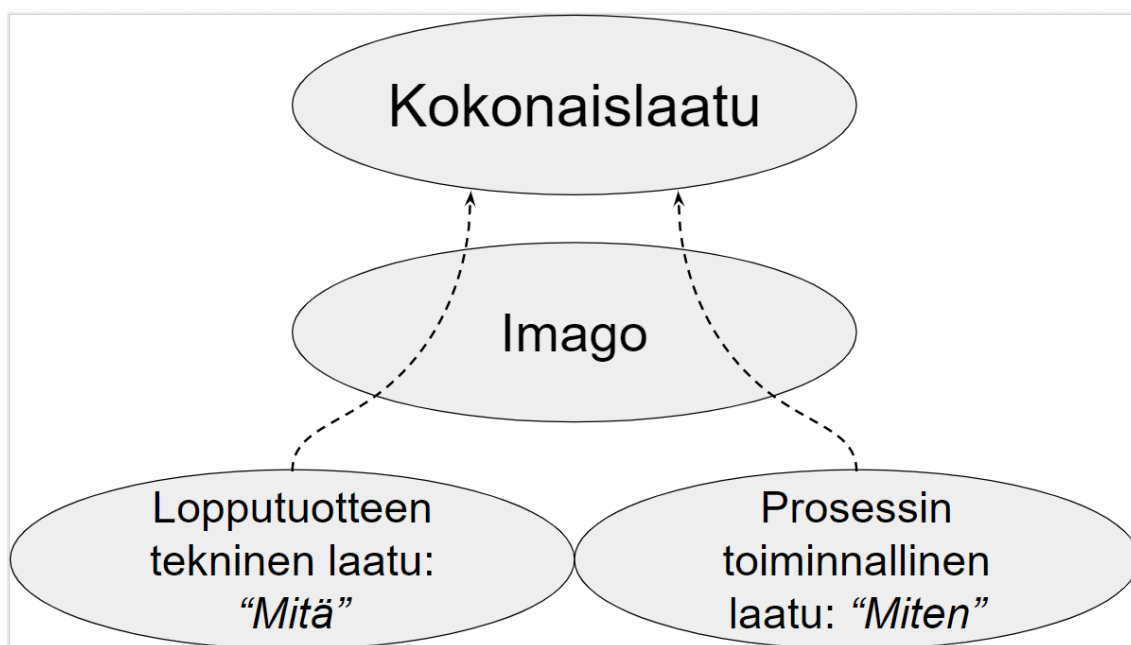 Kokonaislaatu
Imago
Lopputuotteen
tekninen laatu:
“Mitä”
Prosessin
toiminnallinen
laatu: “Miten”